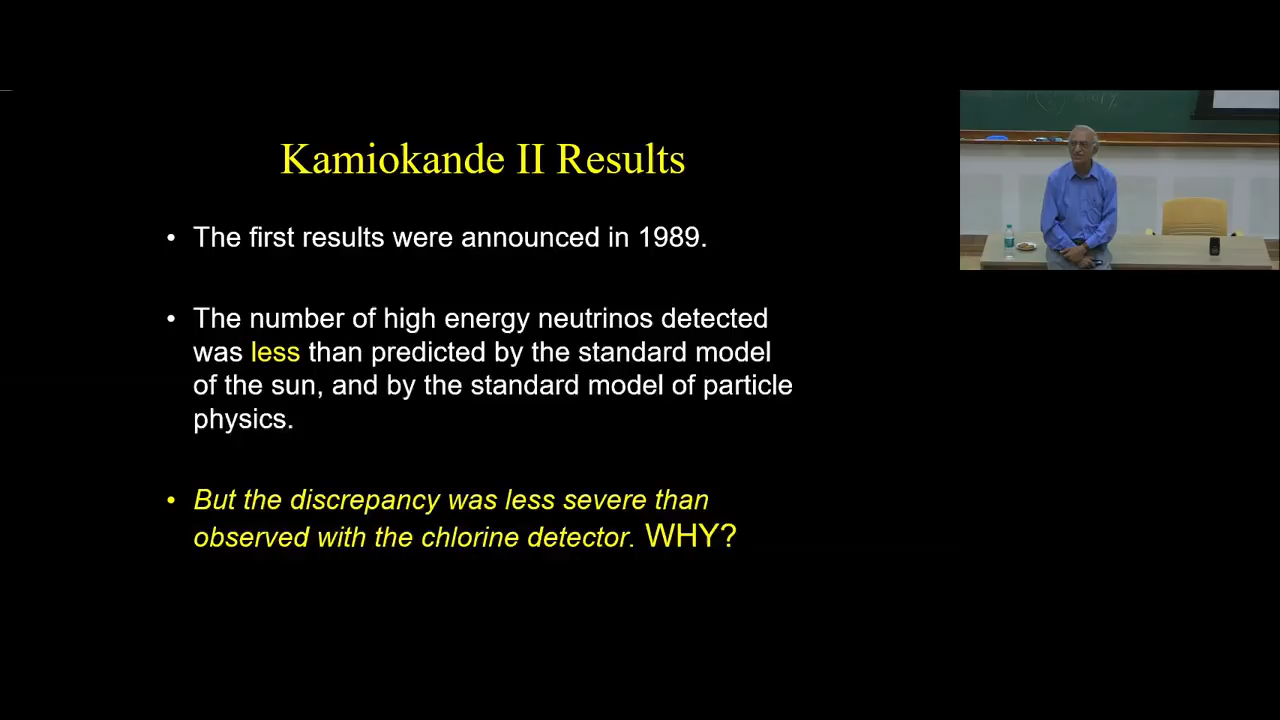 Kamiokande II Results
• The first results were announced in 1989.
• The number of high energy neutrinos detected
was less than predicted by the standard model
of the sun, and by the standard model of particle
physics.
• But the discrepancy was less severe than
observed with the chlorine detector. WHY?